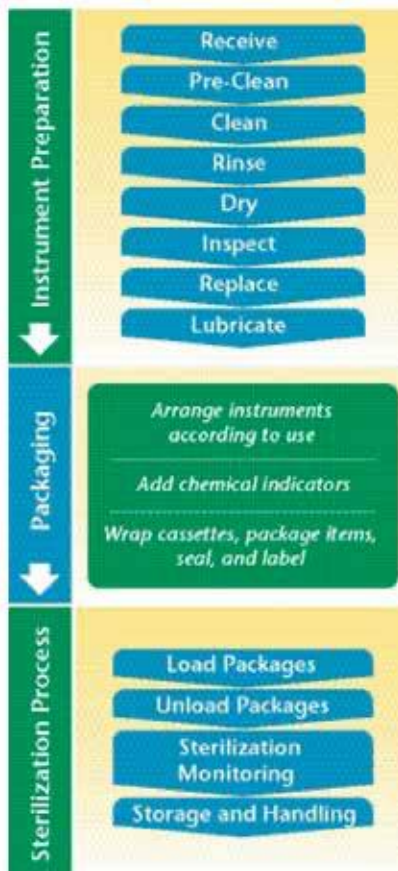 Instrument Preparation
Receive
Pre-Clean
Clean
Rinse
Dry
Inspect
Replace
Lubricate
Packaging
Arrange instruments
according to use
Add chemical indicators
Wrap cassettes, package items,
seal, and label
Sterilization Process
Load Packages
Unload Packages
Sterilization
Monitoring
Storage and Handling